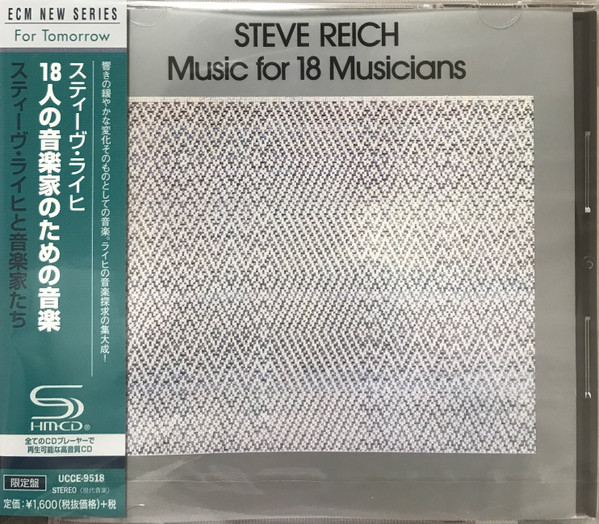 ECM NEW SERIES
For Tomorrow
スティーヴ・ライヒ
18人の音楽家のための音楽
スティーヴ・ライヒと音楽家たち
響きの緩やかな変化そのものとしての音楽。ライヒの音楽探求の集大成!
SHM-CD®
全てのCDプレーヤーで
再生可能な高音質CD
限定盤 UCCE-9518
STEREO (現代音楽)
定価:¥1,600(税抜価格)+税
STEVE REICH
Music for 18 Musicians